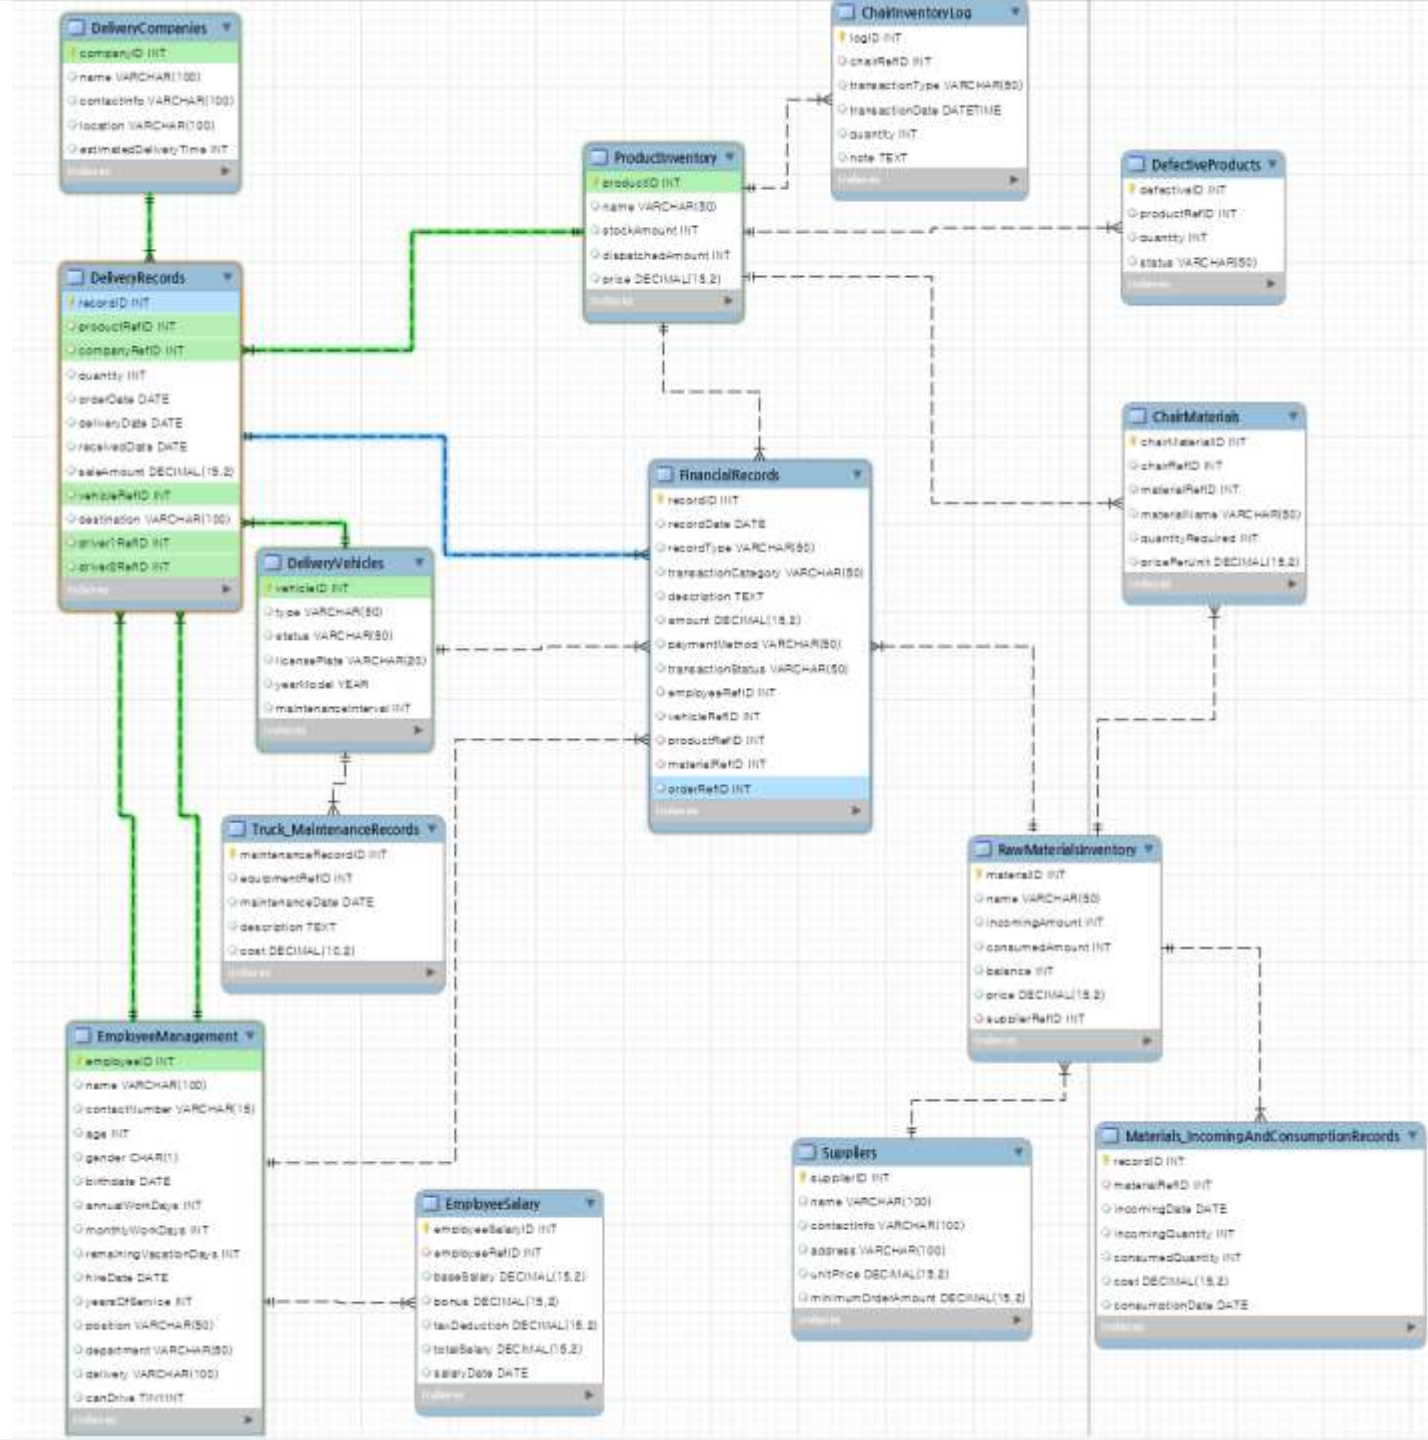 DeliveryCompanies
companyID INT
name VARCHAR(100)
contactInfo VARCHAR(100)
location VARCHAR(100)
estimatedDeliveryTime INT
Indexes
ChairInventoryLog
logID INT
chairRefID INT
transactionType VARCHAR(50)
transactionDate DATETIME
quantity INT
note TEXT
Indexes
ProductInventory
productID INT
name VARCHAR(50)
stockAmount INT
dispatchedAmount INT
price DECIMAL(15,2)
Indexes
DefectiveProducts
defectiveID INT
productRefID INT
quantity INT
status VARCHAR(50)
Indexes
DeliveryRecords
recordID INT
productRefID INT
companyRefID INT
quantity INT
orderDate DATE
deliveryDate DATE
receivedDate DATE
saleAmount DECIMAL(15,2)
vehicleRefID INT
destination VARCHAR(100)
driver1RefID INT
driver2RefID INT
Indexes
ChairMaterials
chairMaterialID INT
chairRefID INT
materialRefID INT
materialName VARCHAR(50)
quantityRequired INT
pricePerUnit DECIMAL(15,2)
Indexes
FinancialRecords
recordID INT
recordDate DATE
recordType VARCHAR(50)
transactionCategory VARCHAR(50)
description TEXT
amount DECIMAL(15,2)
paymentMethod VARCHAR(50)
transactionStatus VARCHAR(50)
employeeRefID INT
vehicleRefID INT
productRefID INT
materialRefID INT
orderRefID INT
Indexes
DeliveryVehicles
vehicleID INT
type VARCHAR(50)
status VARCHAR(50)
licensePlate VARCHAR(20)
yearModel YEAR
maintenanceInterval INT
Indexes
Truck_MaintenanceRecords
maintenanceRecordID INT
equipmentRefID INT
maintenanceDate DATE
description TEXT
cost DECIMAL(10,2)
Indexes
RawMaterialsInventory
materialID INT
name VARCHAR(50)
incomingAmount INT
consumedAmount INT
balance INT
price DECIMAL(15,2)
supplierRefID INT
Indexes
EmployeeManagement
employeeID INT
name VARCHAR(100)
contactNumber VARCHAR(15)
age INT
gender CHAR(1)
birthdate DATE
annualWorkDays INT
monthlyWorkDays INT
remainingVacationDays INT
hireDate DATE
yearsOfService INT
position VARCHAR(50)
department VARCHAR(50)
delivery VARCHAR(100)
canDrive TINYINT
Indexes
EmployeeSalary
employeeSalaryID INT
employeeRefID INT
baseSalary DECIMAL(15,2)
bonus DECIMAL(15,2)
taxDeduction DECIMAL(15,2)
totalSalary DECIMAL(15,2)
salaryDate DATE
Indexes
Suppliers
supplierID INT
name VARCHAR(100)
contactInfo VARCHAR(100)
address VARCHAR(100)
unitPrice DECIMAL(15,2)
minimumOrderAmount DECIMAL(15,2)
Indexes
Materials_IncomingAndConsumptionRecords
recordID INT
materialRefID INT
incomingDate DATE
incomingQuantity INT
consumedQuantity INT
cost DECIMAL(15,2)
consumptionDate DATE
Indexes